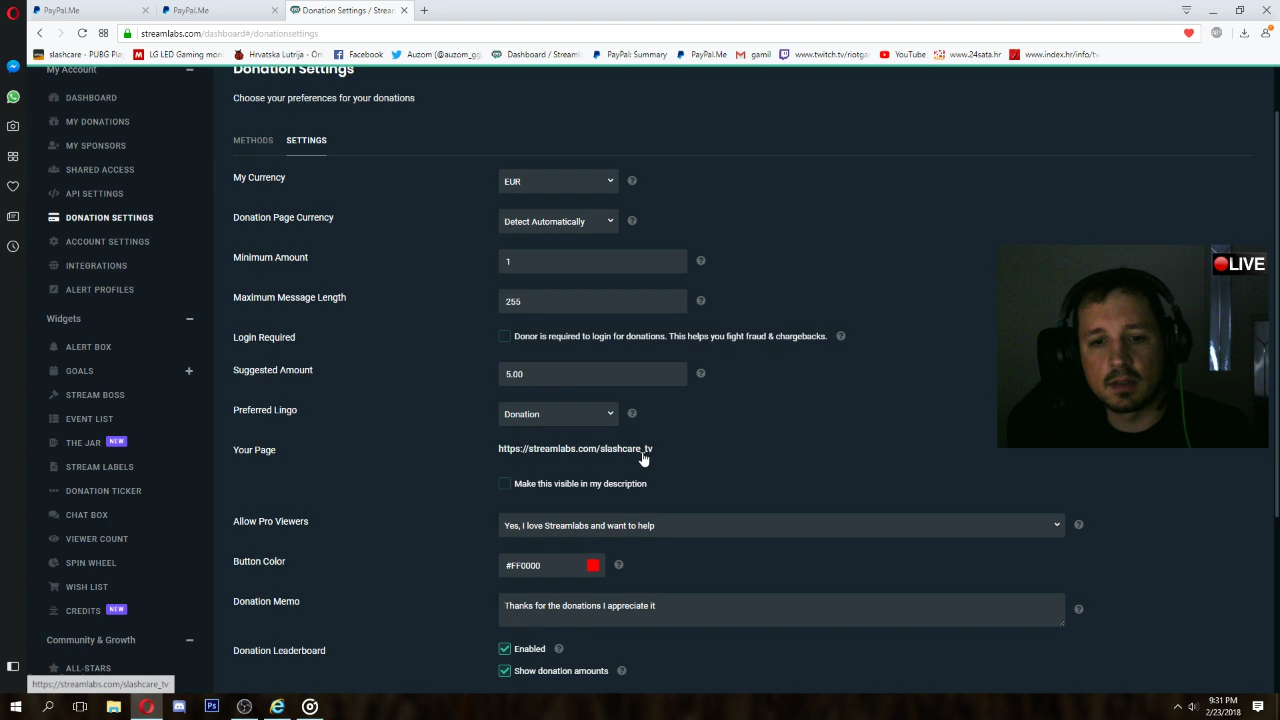 PayPal.Me
PayPal.Me
Donation Settings / Stream
streamlabs.com/dashboard#/donationsettings
slashcare - PUBG Pla
LG LED Gaming mon
Hrvatska Lutrija - On
Facebook
Auzom (@auzom_gg
Dashboard / Streaml
PayPal: Summary
PayPal.Me
gamil
www.twitch.tv/riotga
YouTube
www.24sata.hr
www.index.hr/info/tv
My Account
DASHBOARD
MY DONATIONS
MY SPONSORS
SHARED ACCESS
API SETTINGS
DONATION SETTINGS
ACCOUNT SETTINGS
INTEGRATIONS
ALERT PROFILES
Widgets
ALERT BOX
GOALS
STREAM BOSS
EVENT LIST
THE JAR NEW
STREAM LABELS
DONATION TICKER
CHAT BOX
VIEWER COUNT
SPIN WHEEL
WISH LIST
CREDITS NEW
Community & Growth
ALL-STARS
https://streamlabs.com/slashcare_tv
Donation Settings
Choose your preferences for your donations
METHODS SETTINGS
My Currency EUR
Donation Page Currency Detect Automatically
Minimum Amount 1
Maximum Message Length 255
Login Required Donor is required to login for donations. This helps you fight fraud & chargebacks.
Suggested Amount 5.00
Preferred Lingo Donation
Your Page https://streamlabs.com/slashcare_tv
Make this visible in my description
Allow Pro Viewers Yes, I love Streamlabs and want to help
Button Color #FF0000
Donation Memo Thanks for the donations I appreciate it
Donation Leaderboard Enabled
Show donation amounts
LIVE
9:31 PM
2/23/2018